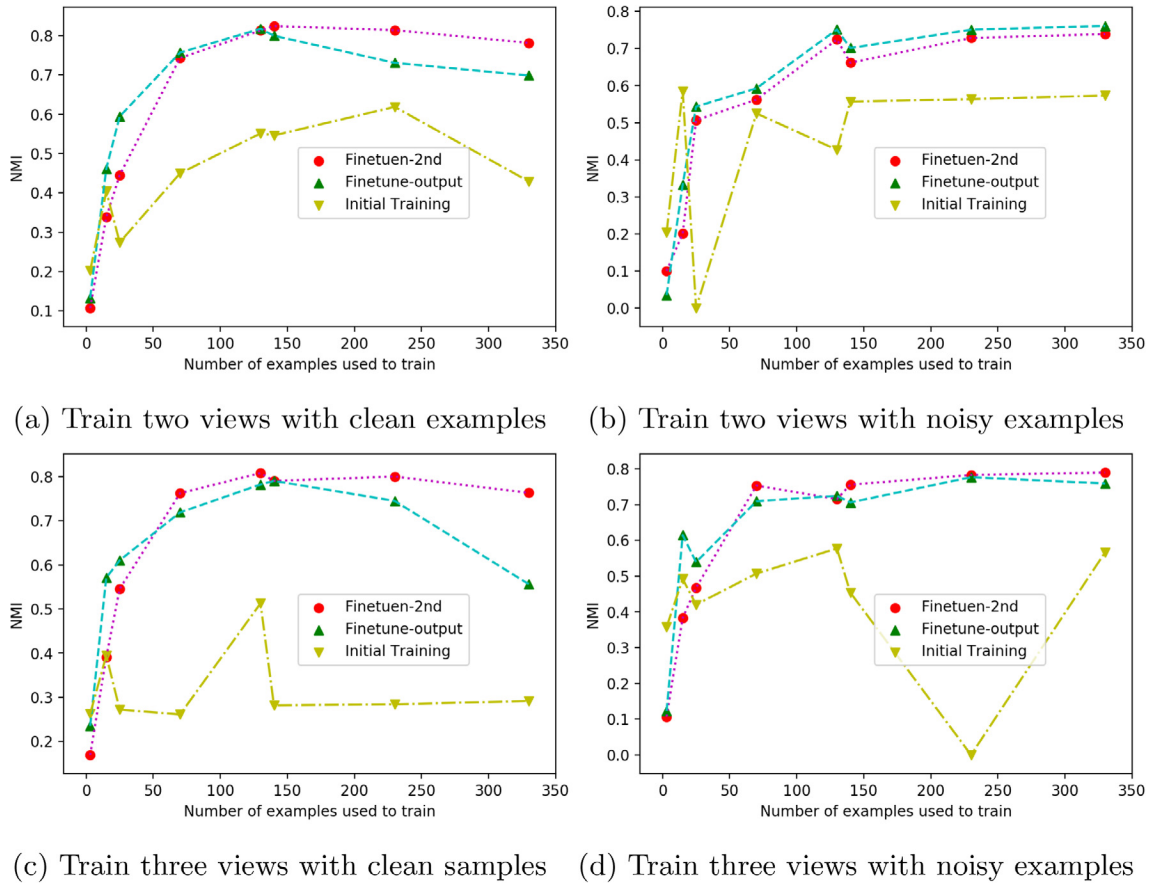 0.8
0.7
0.6
0.5
0.4
0.3
0.2
0.1
NMI
Finetuen-2nd
Finetune-output
Initial Training
0 50 100 150 200 250 300 350
Number of examples used to train
(a) Train two views with clean examples
0.8
0.7
0.6
0.5
0.4
0.3
0.2
0.1
0.0
NMI
Finetuen-2nd
Finetune-output
Initial Training
0 50 100 150 200 250 300 350
Number of examples used to train
(b) Train two views with noisy examples
0.8
0.7
0.6
0.5
0.4
0.3
0.2
NMI
Finetuen-2nd
Finetune-output
Initial Training
0 50 100 150 200 250 300 350
Number of examples used to train
(c) Train three views with clean samples
0.8
0.7
0.6
0.5
0.4
0.3
0.2
0.1
0.0
NMI
Finetuen-2nd
Finetune-output
Initial Training
0 50 100 150 200 250 300 350
Number of examples used to train
(d) Train three views with noisy examples